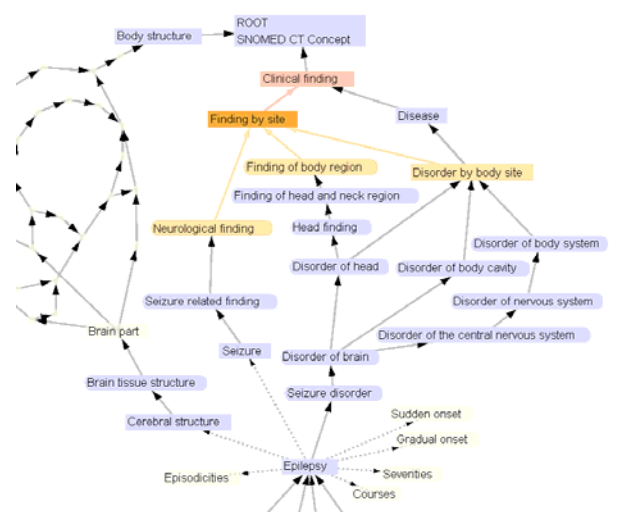 ROOT
Body structure
SNOMED CT Concept
Clinical finding
Finding by site
Disease
Finding of body region
Disorder by body site
Finding of head and neck region
Neurological finding
Head finding
Disorder of body system
Disorder of head
Disorder of body cavity
Seizure related finding
Disorder of nervous system
Brain part
Disorder of the central nervous system
Seizure
Disorder of brain
Brain tissue structure
Seizure disorder
Sudden onset
Cerebral structure
Gradual onset
Epilepsy
Episodicities
Severities
Courses